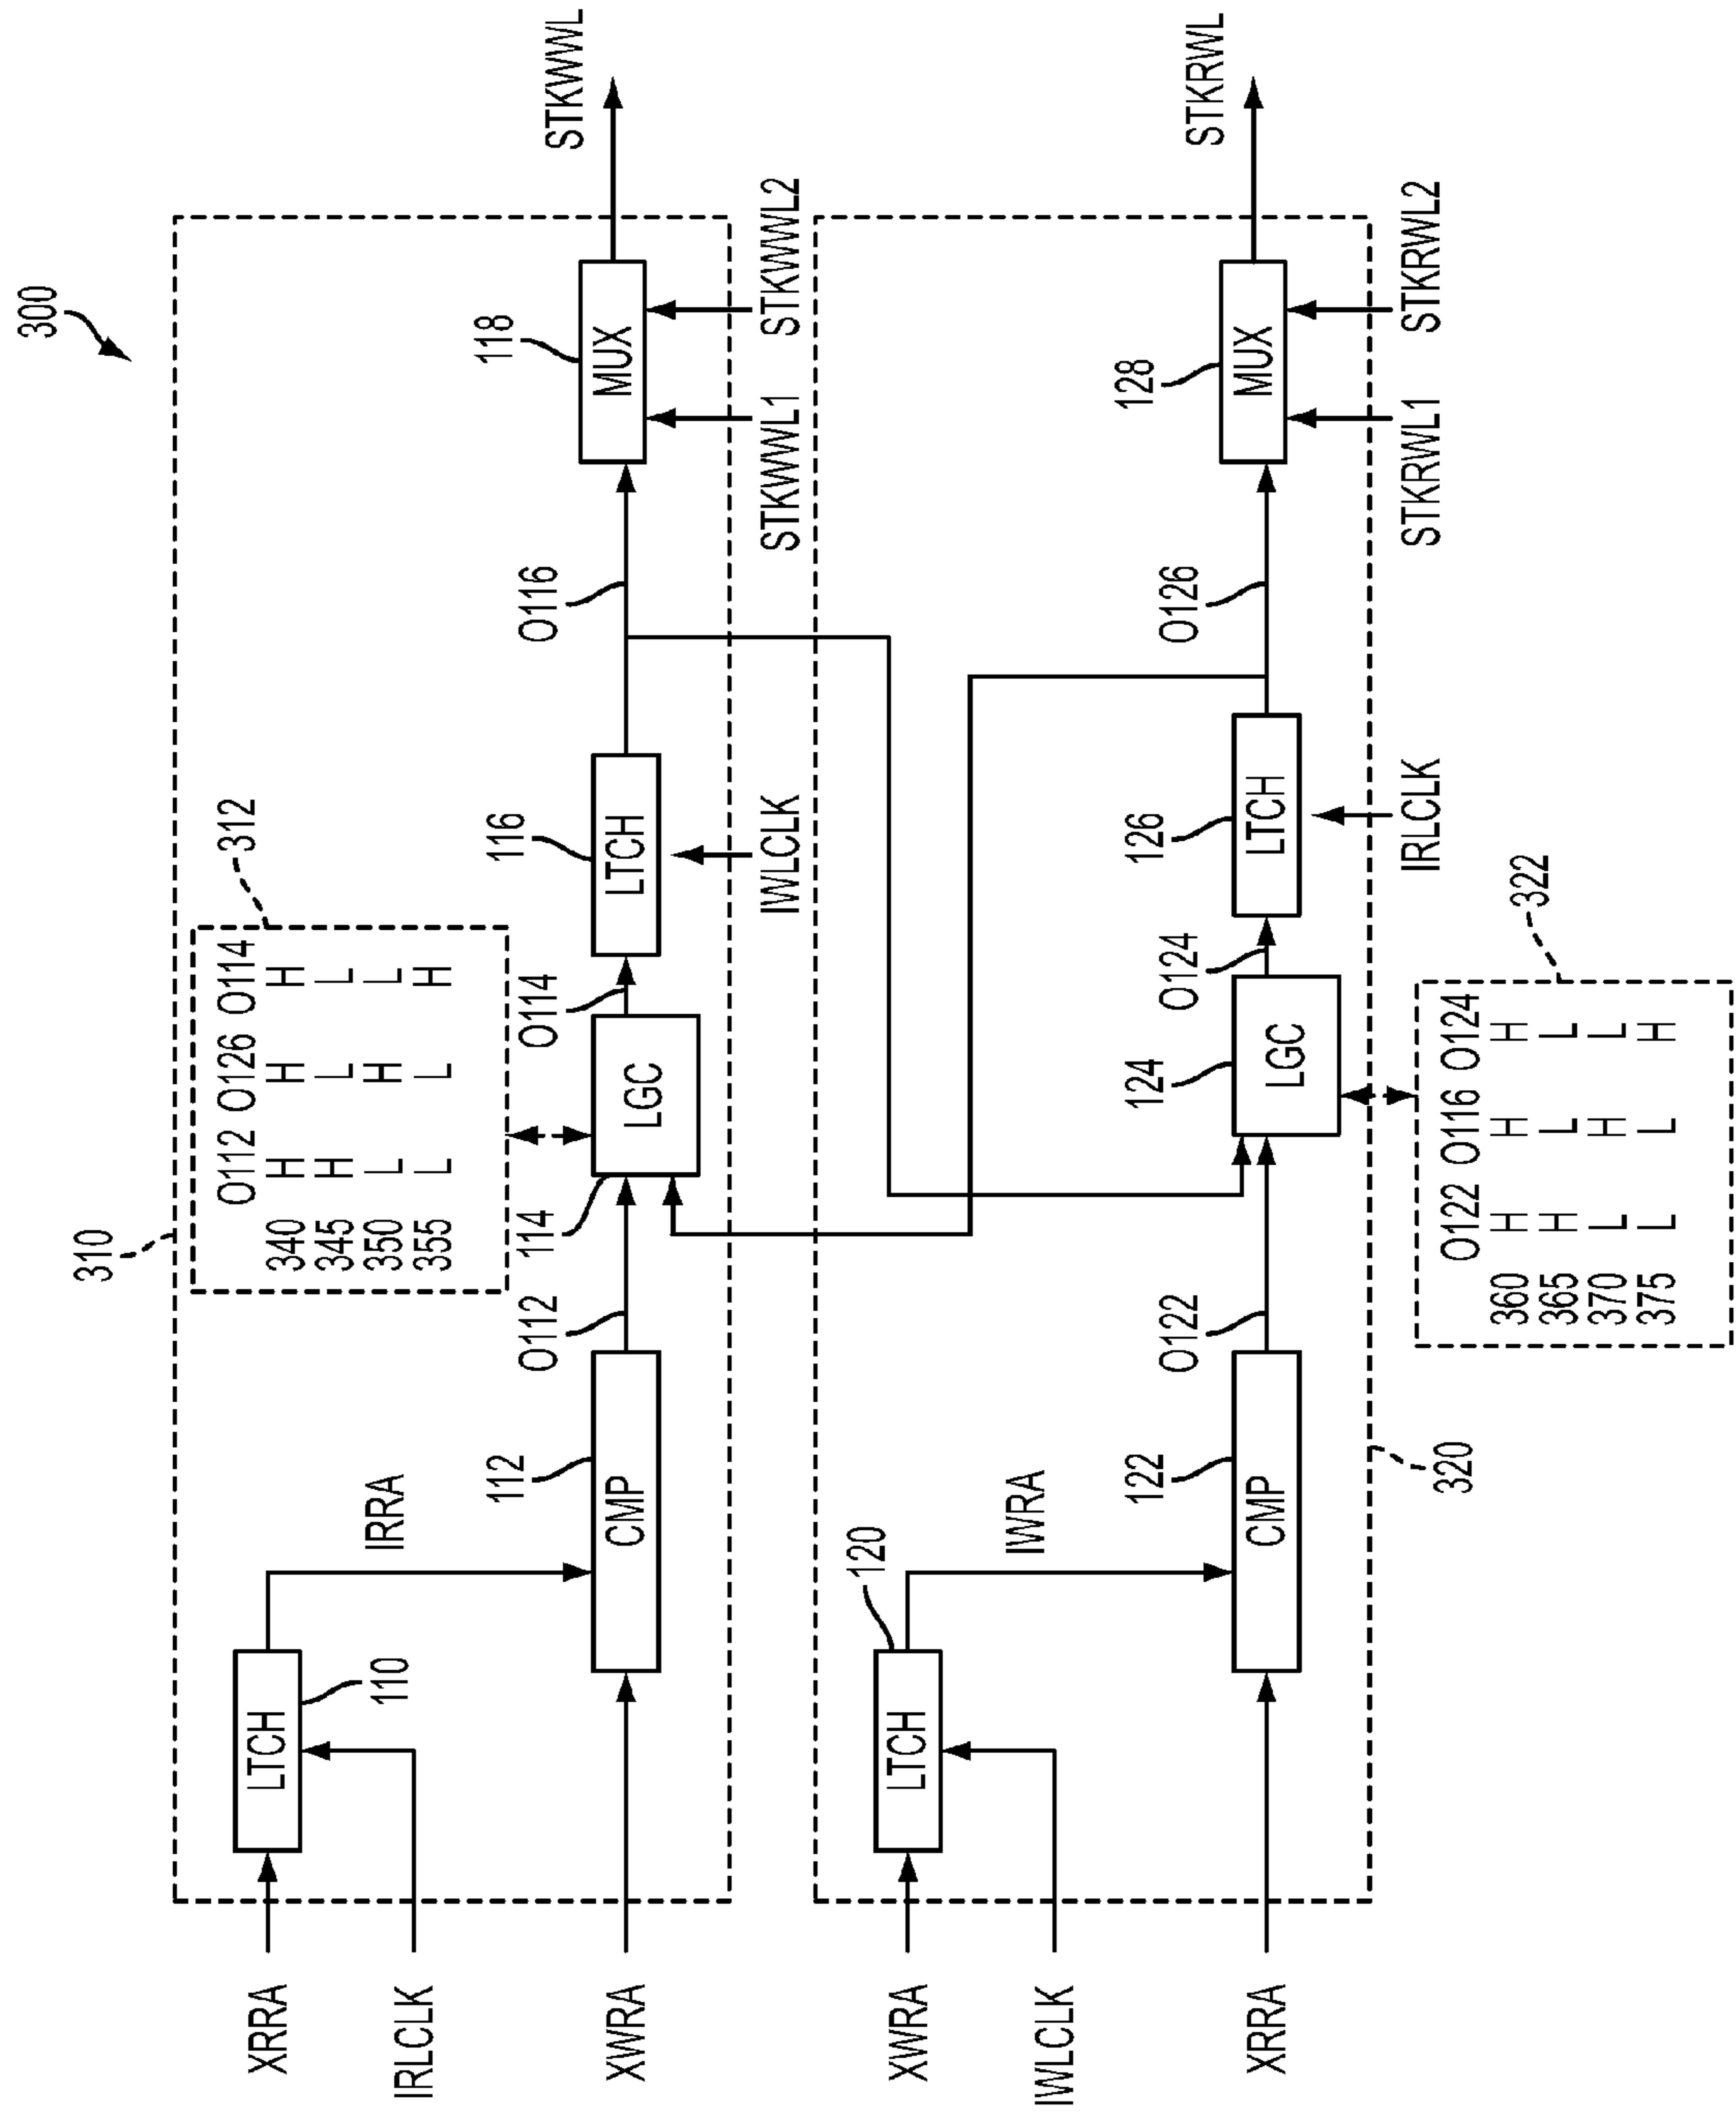 300
310
312
O112 O126 O114
340 H H H
345 H L L
350 L H L
355 L L H
XRRA
LTCH
110
IRLCLK
IRRA
XWRA
CMP
112
O112
LGC
114
O114
LTCH
116
IWLCLK
O116
MUX
118
STKWWL1
STKWWL2
STKWWL
XWRA
LTCH
120
IWLCLK
IWRA
XRRA
CMP
122
O122
LGC
124
O124
LTCH
126
IRLCLK
O126
MUX
128
STKRWL1
STKRWL2
STKRWL
320
322
O122 O116 O124
360 H H H
365 H L L
370 L H L
375 L L H